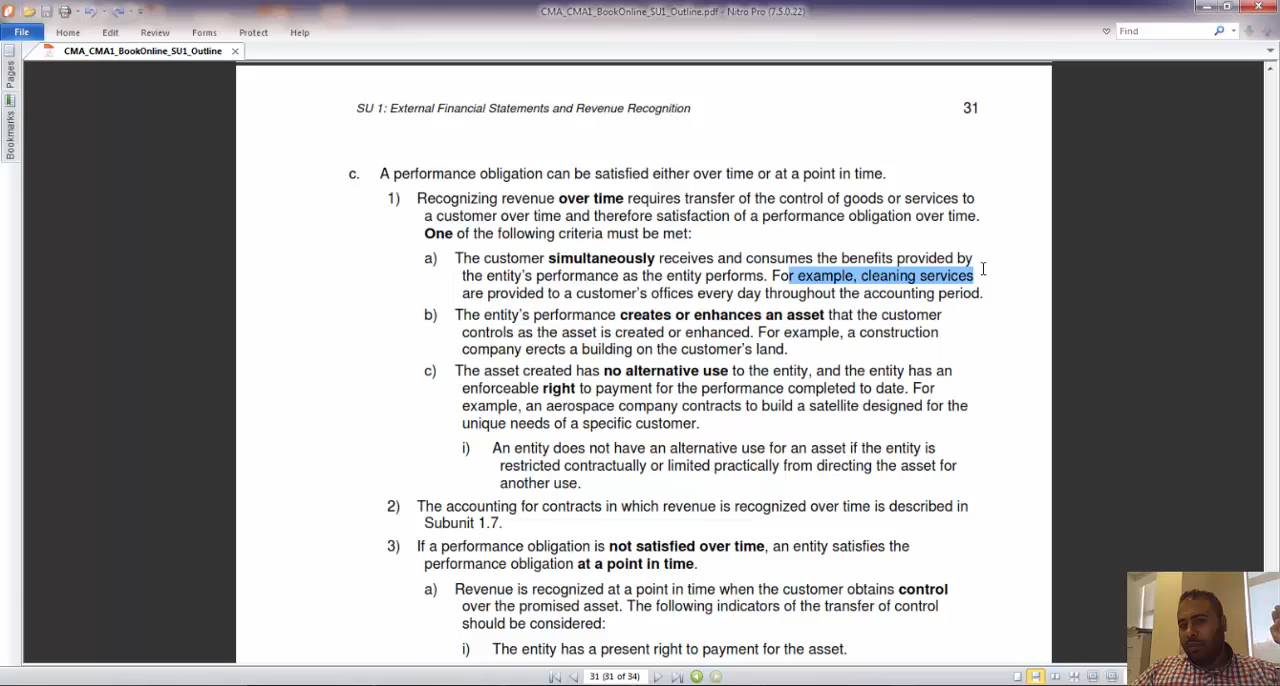 CMA_CMA1_BookOnline_SU1_Outline.pdf - Nitro Pro (7.5.0.22)
File Home Edit Review Forms Protect Help Find
CMA_CMA1_BookOnline_SU1_Outline
Pages
Bookmarks
SU 1: External Financial Statements and Revenue Recognition 31
c. A performance obligation can be satisfied either over time or at a point in time.
1) Recognizing revenue over time requires transfer of the control of goods or services to
a customer over time and therefore satisfaction of a performance obligation over time.
One of the following criteria must be met:
a) The customer simultaneously receives and consumes the benefits provided by
the entity's performance as the entity performs. For example, cleaning services
are provided to a customer's offices every day throughout the accounting period.
b) The entity's performance creates or enhances an asset that the customer
controls as the asset is created or enhanced. For example, a construction
company erects a building on the customer's land.
c) The asset created has no alternative use to the entity, and the entity has an
enforceable right to payment for the performance completed to date. For
example, an aerospace company contracts to build a satellite designed for the
unique needs of a specific customer.
i) An entity does not have an alternative use for an asset if the entity is
restricted contractually or limited practically from directing the asset for
another use.
2) The accounting for contracts in which revenue is recognized over time is described in
Subunit 1.7.
3) If a performance obligation is not satisfied over time, an entity satisfies the
performance obligation at a point in time.
a) Revenue is recognized at a point in time when the customer obtains control
over the promised asset. The following indicators of the transfer of control
should be considered:
i) The entity has a present right to payment for the asset.
31 (31 of 34)